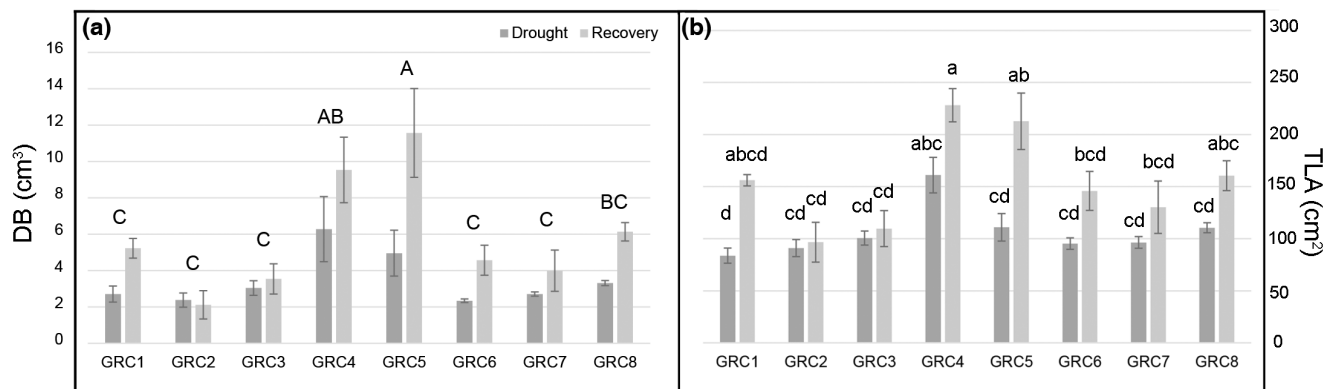 (a)
Drought Recovery
DB (cm³)
16
14
12
10
8
6
4
2
0
C
C
C
AB
A
C
C
BC
GRC1 GRC2 GRC3 GRC4 GRC5 GRC6 GRC7 GRC8
(b)
300
250
200
150
100
50
0
TLA (cm²)
d abcd
cd cd
cd cd
abc a
cd ab
cd bcd
cd bcd
cd abc
GRC1 GRC2 GRC3 GRC4 GRC5 GRC6 GRC7 GRC8